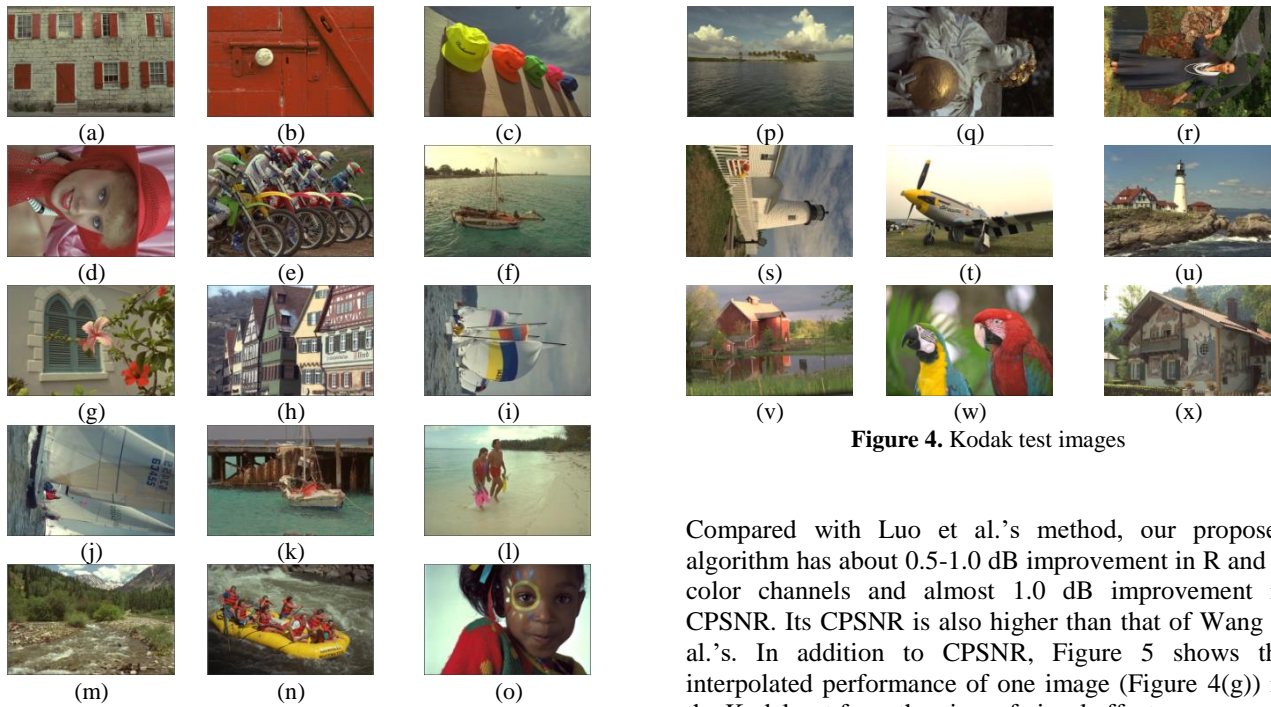 (a) (b) (c)
(d) (e) (f)
(g) (h) (i)
(j) (k) (l)
(m) (n) (o)
(p) (q) (r)
(s) (t) (u)
(v) (w) (x)
Figure 4. Kodak test images
Compared with Luo et al.'s method, our propose
algorithm has about 0.5-1.0 dB improvement in R and
color channels and almost 1.0 dB improvement
CPSNR. Its CPSNR is also higher than that of Wang
al.'s. In addition to CPSNR, Figure 5 shows th
interpolated performance of one image (Figure 4(g))